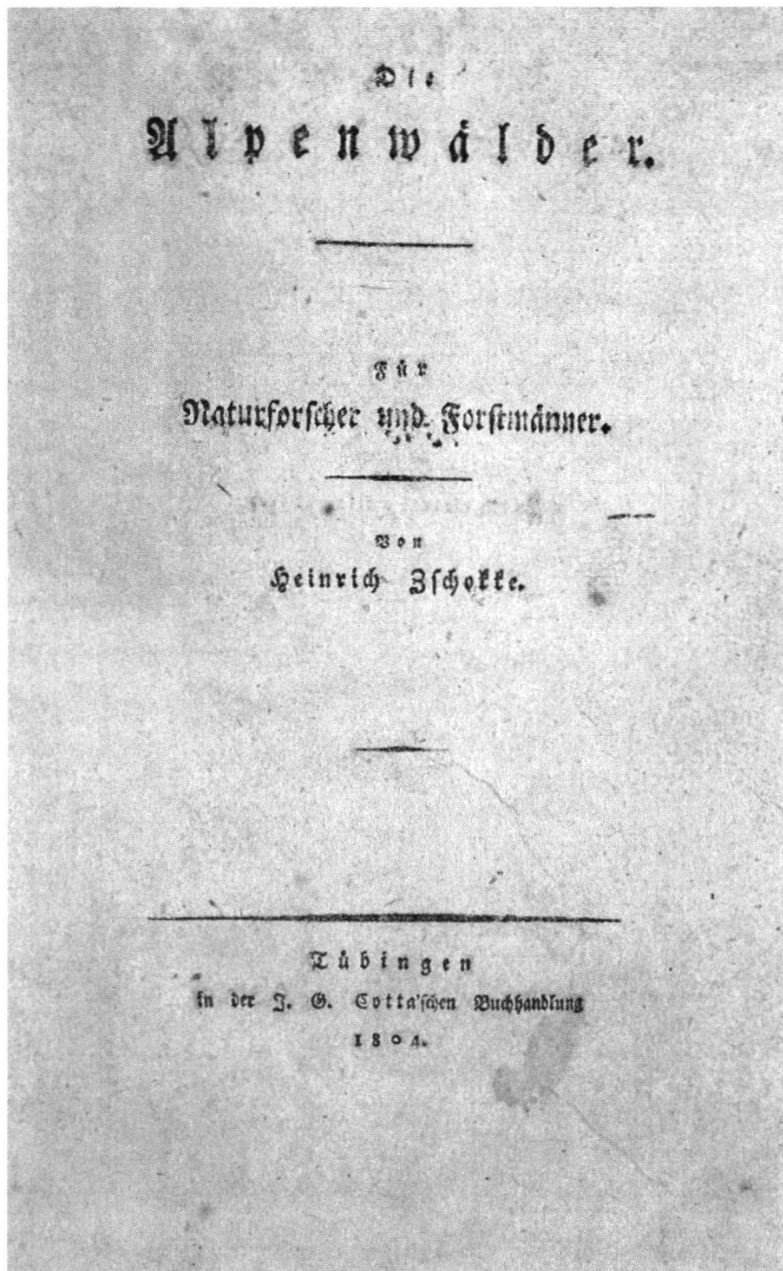 Die
Alpenwälder.
Für
Naturforscher und Forstmänner.
Von
Heinrich Zschokke.
Tübingen
in der J. G. Cotta'schen Buchhandlung
1804.